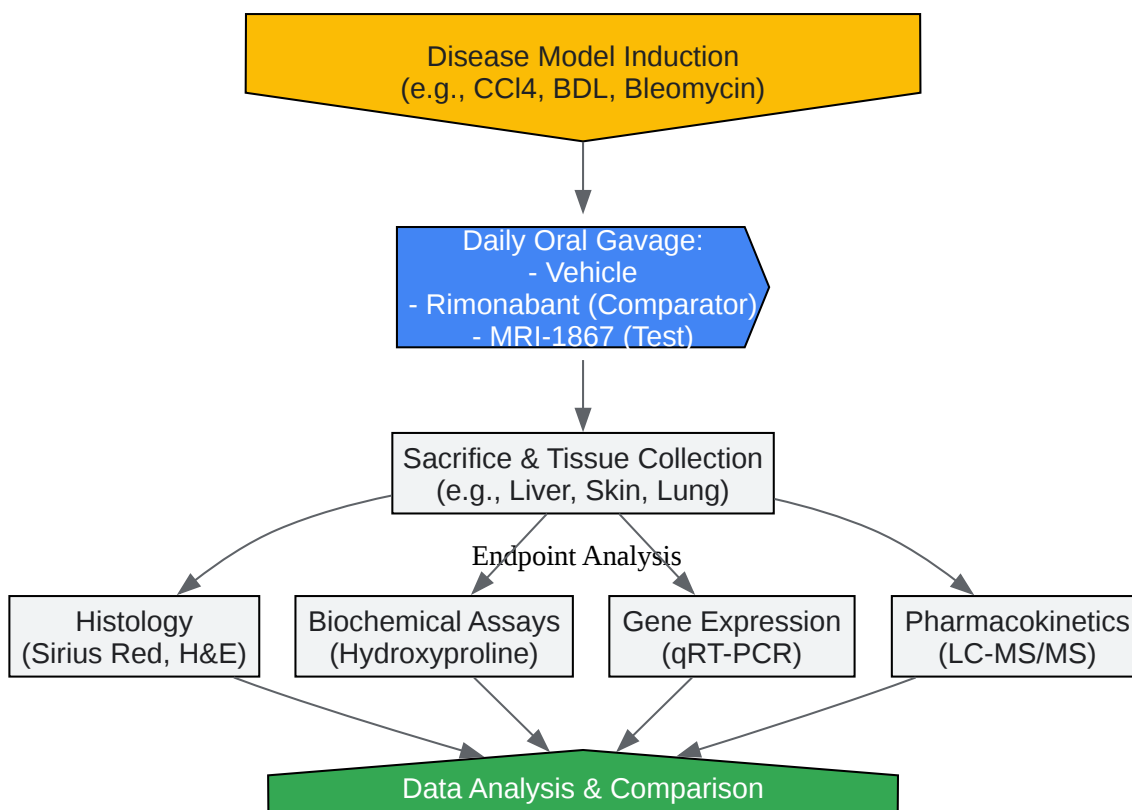 Disease Model Induction
(e.g., CCl4, BDL, Bleomycin)
Daily Oral Gavage:
- Vehicle
- Rimonabant (Comparator)
- MRI-1867 (Test)
Sacrifice & Tissue Collection
(e.g., Liver, Skin, Lung)
Endpoint Analysis
Histology
(Sirius Red, H&E)
Biochemical Assays
(Hydroxyproline)
Gene Expression
(qRT-PCR)
Pharmacokinetics
(LC-MS/MS)
Data Analysis & Comparison